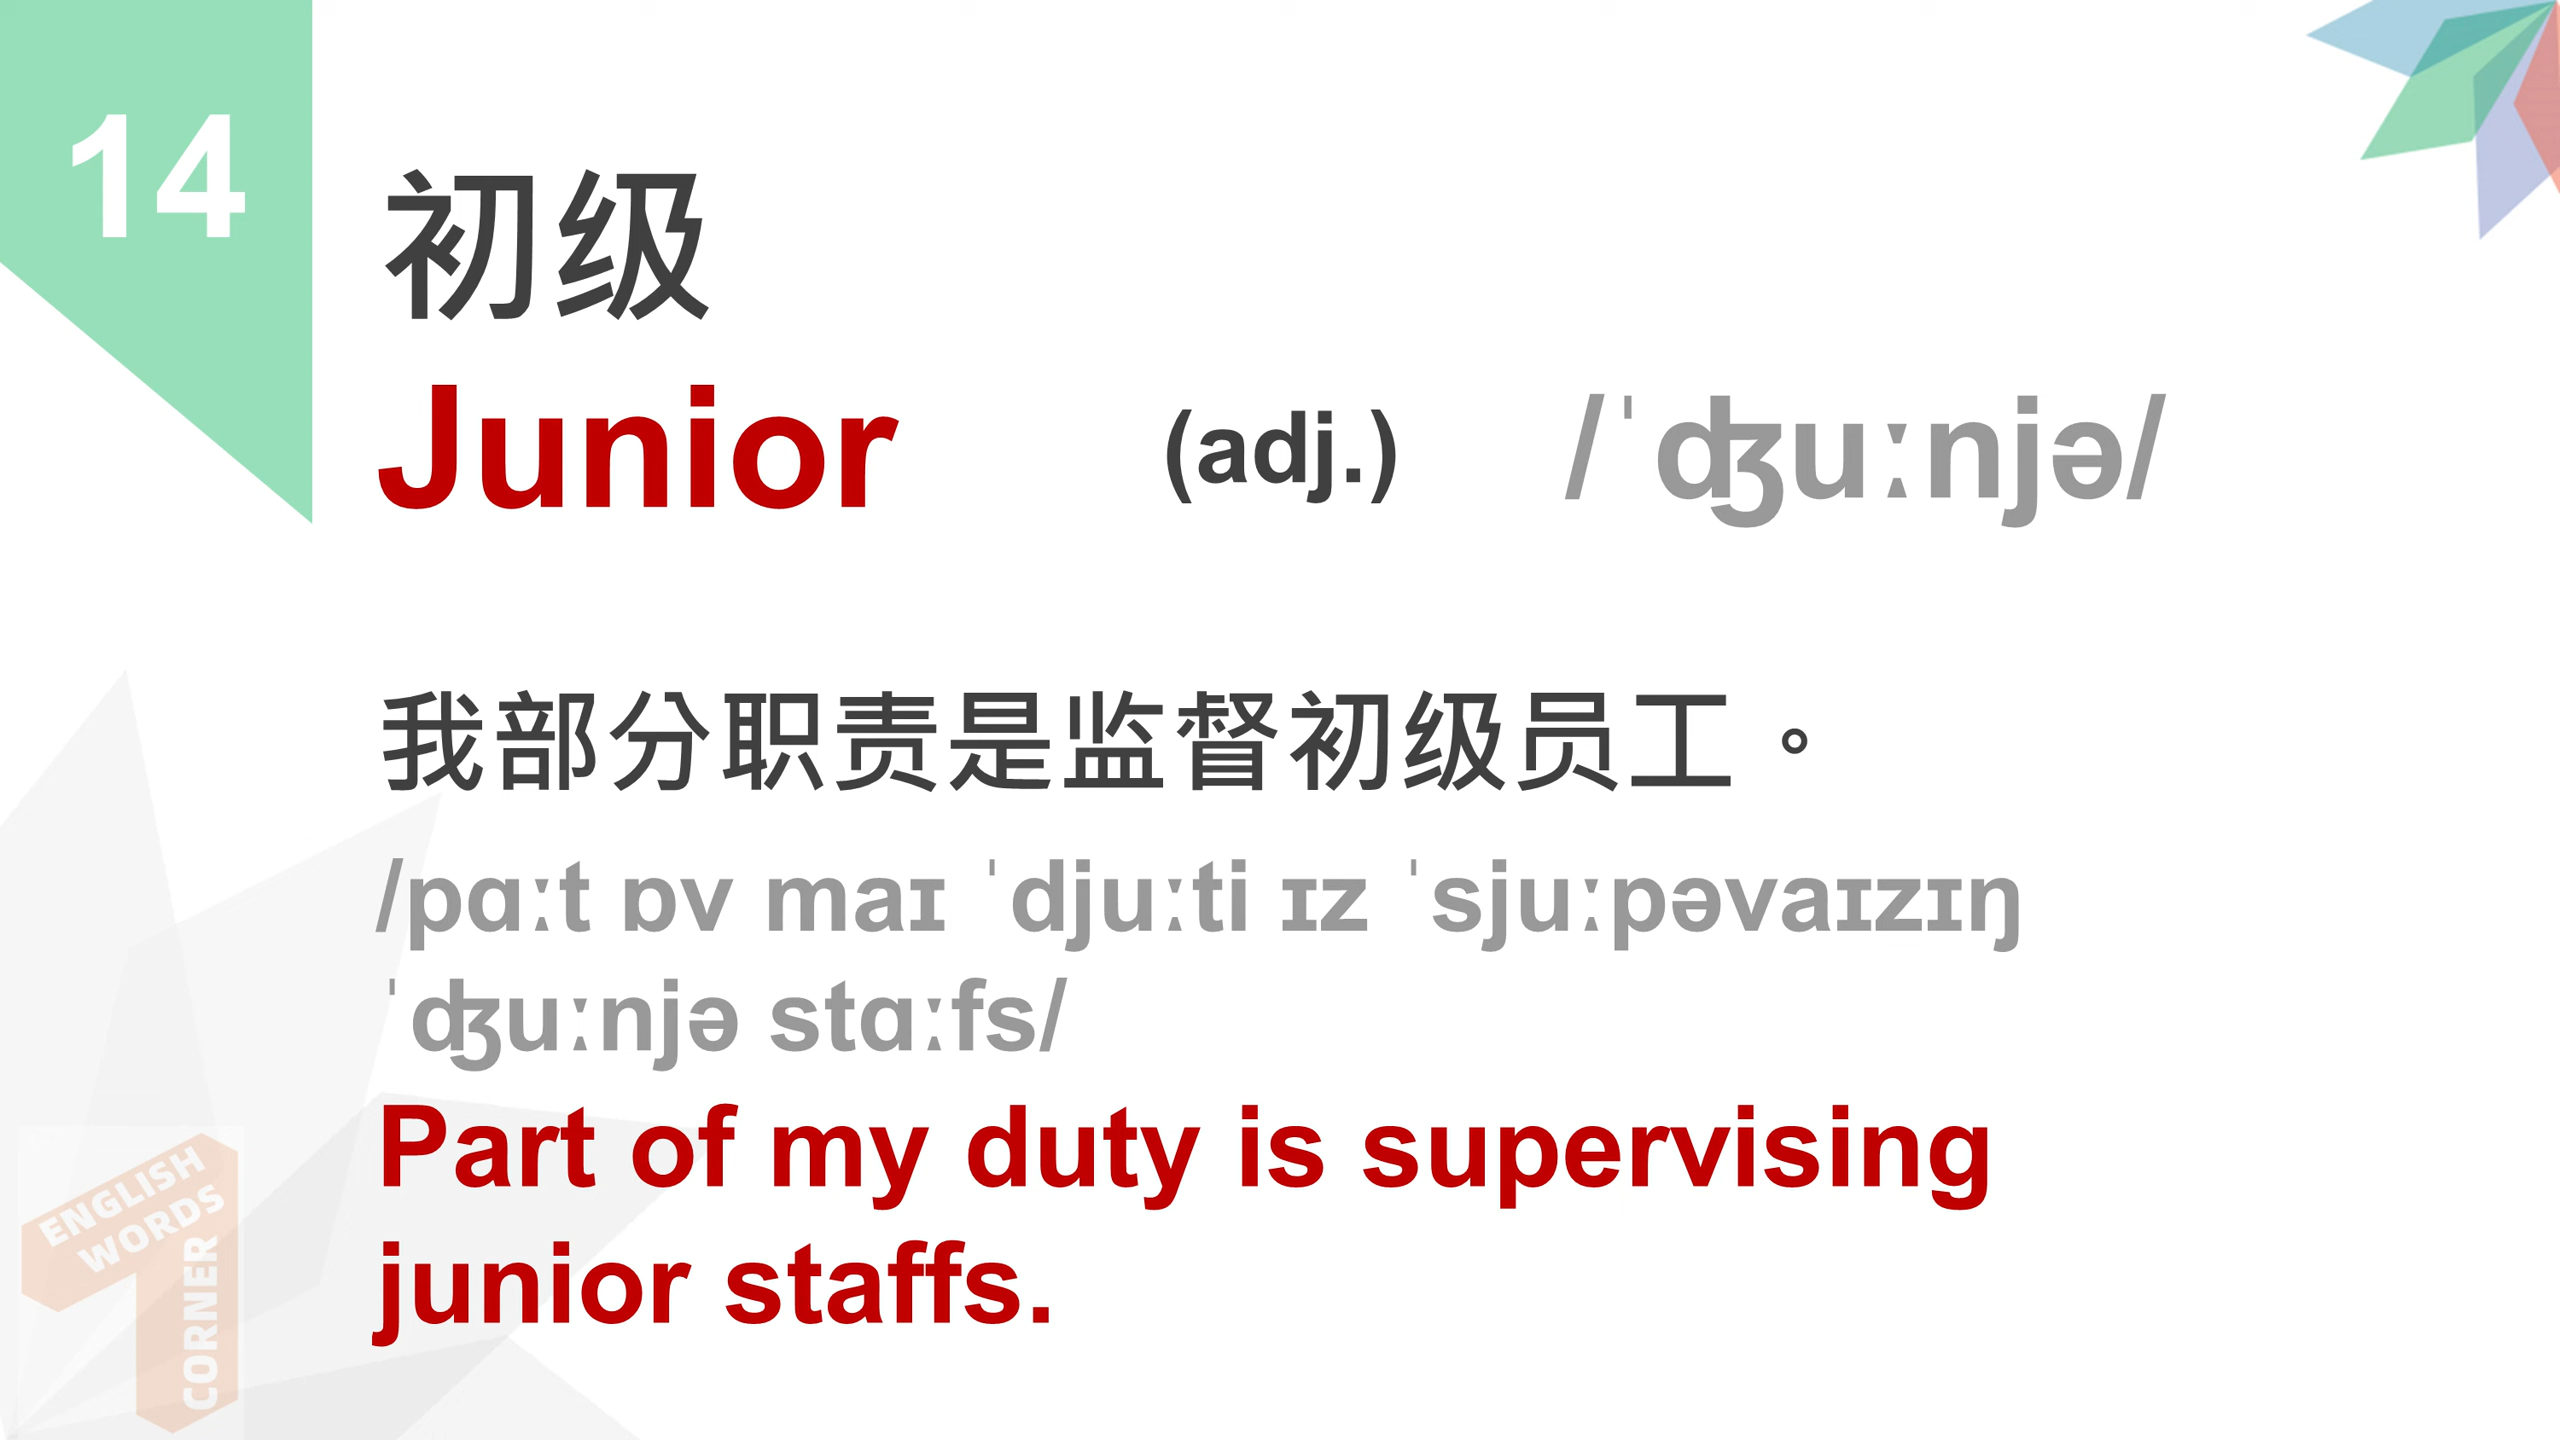 14
初级
Junior (adj.) /ˈʤuːnjə/
我部分职责是监督初级员工。
/pɑːt ɒv maɪ ˈdjuːti ɪz ˈsjuːpəvaɪzɪŋ
ˈʤuːnjə stɑːfs/
Part of my duty is supervising
junior staffs.
ENGLISH
WORDS
CORNER